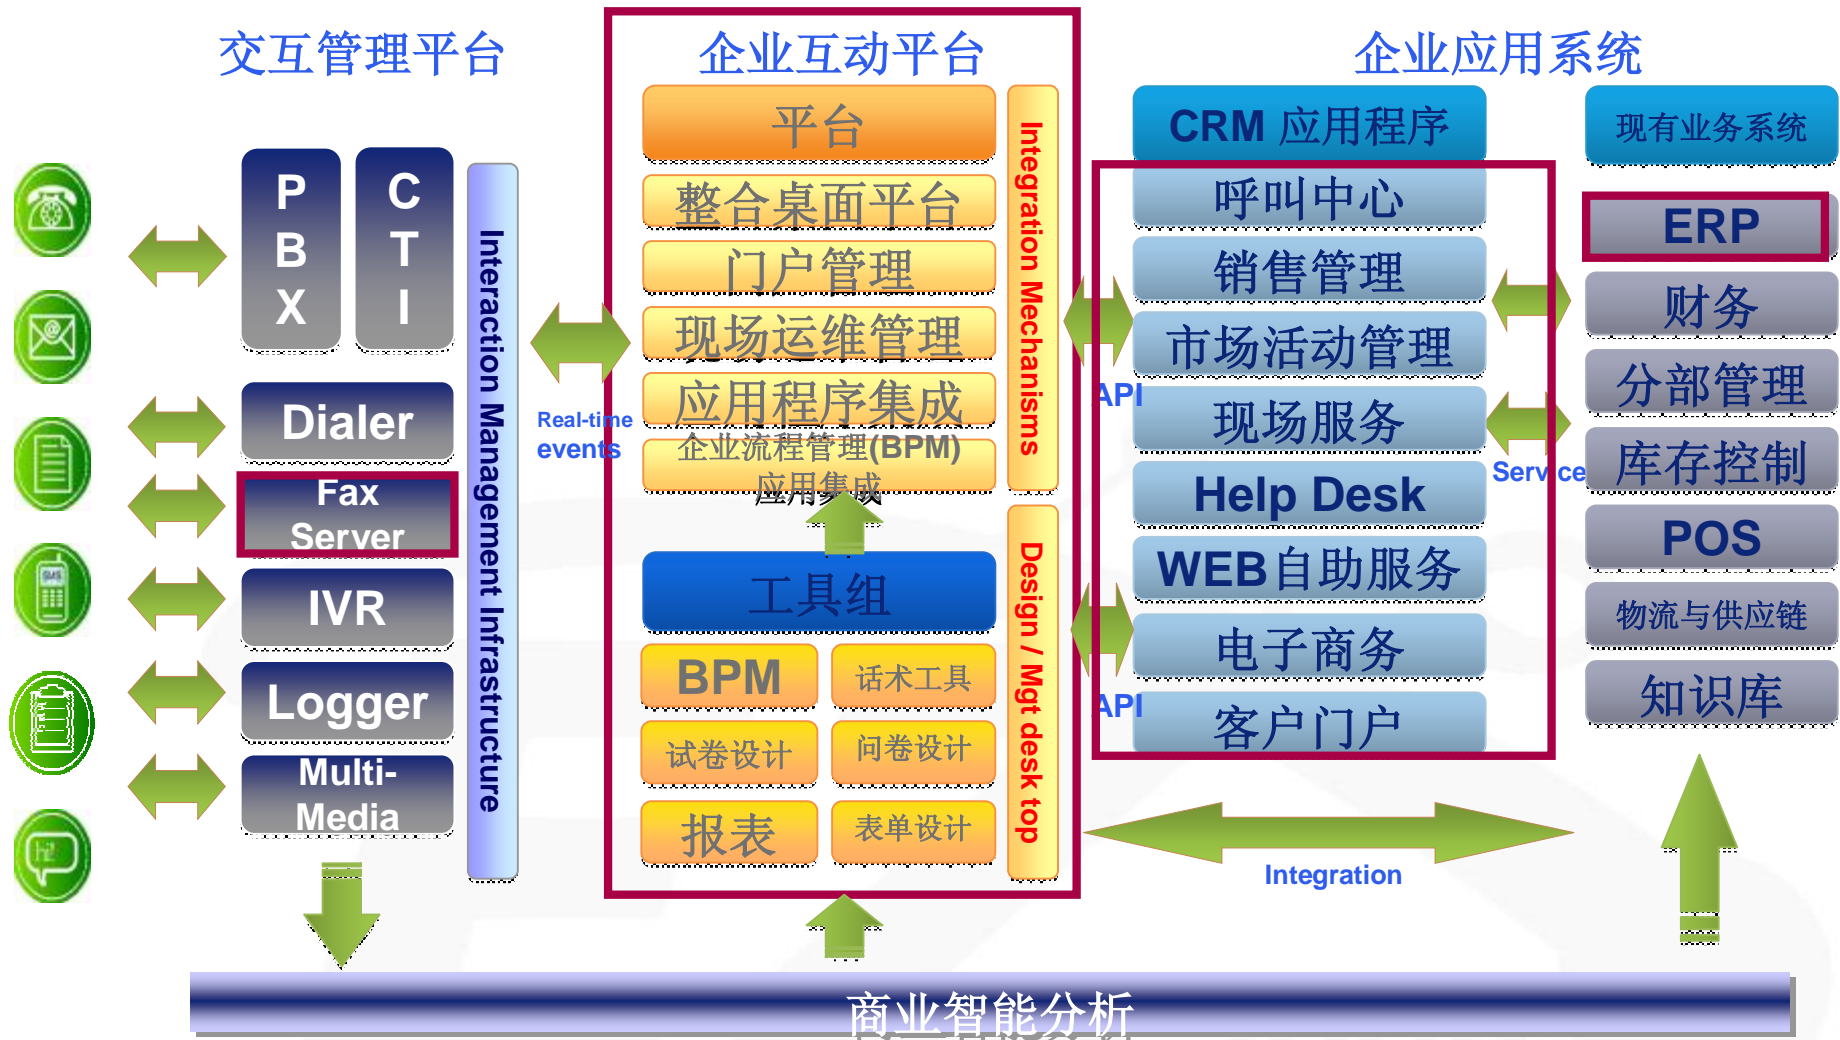 交互管理平台
企业互动平台
企业应用系统
P
B
X
C
T
I
Dialer
Fax
Server
IVR
Logger
Multi-
Media
Interaction Management Infrastructure
Real-time
events
平台
整合桌面平台
门户管理
现场运维管理
应用程序集成
企业流程管理(BPM)
应用集成
Integration Mechanisms
工具组
BPM
话术工具
试卷设计
问卷设计
报表
表单设计
Design / Mgt desk top
API
API
CRM 应用程序
呼叫中心
销售管理
市场活动管理
现场服务
Help Desk
WEB自助服务
电子商务
客户门户
Service
Integration
现有业务系统
ERP
财务
分部管理
库存控制
POS
物流与供应链
知识库
SMS
hi!
@
商业智能分析